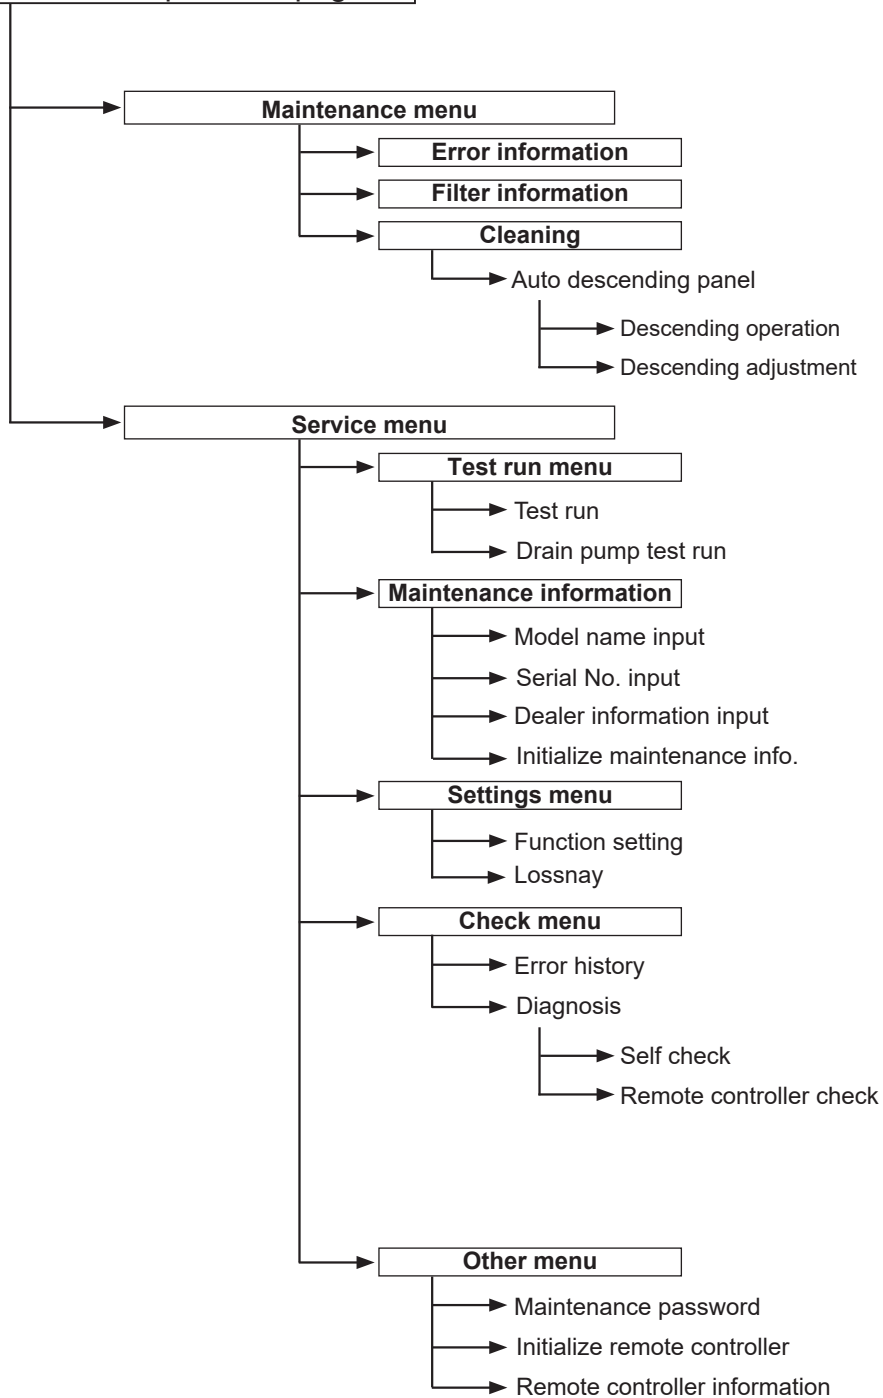 Maintenance menu
Error information
Filter information
Cleaning
Auto descending panel
Descending operation
Descending adjustment
Service menu
Test run menu
Test run
Drain pump test run
Maintenance information
Model name input
Serial No. input
Dealer information input
Initialize maintenance info.
Settings menu
Function setting
Lossnay
Check menu
Error history
Diagnosis
Self check
Remote controller check
Other menu
Maintenance password
Initialize remote controller
Remote controller information